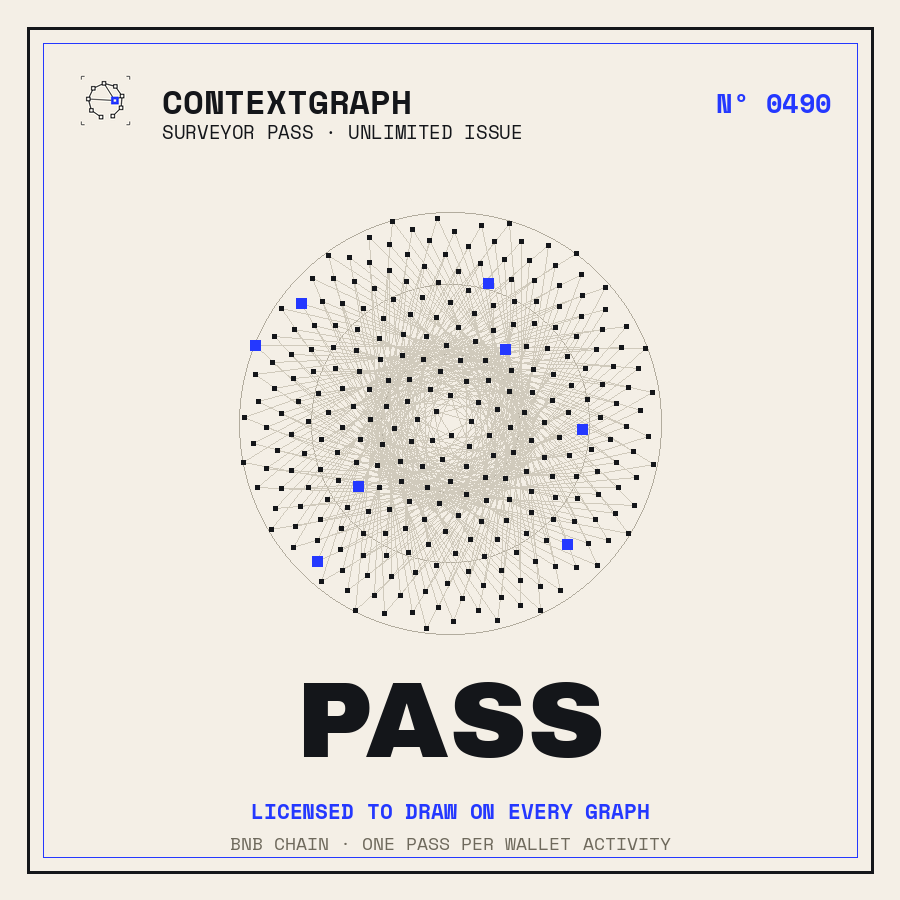 CONTEXTGRAPH
N° 0490
SURVEYOR PASS · UNLIMITED ISSUE
PASS
LICENSED TO DRAW ON EVERY GRAPH
BNB CHAIN · ONE PASS PER WALLET ACTIVITY